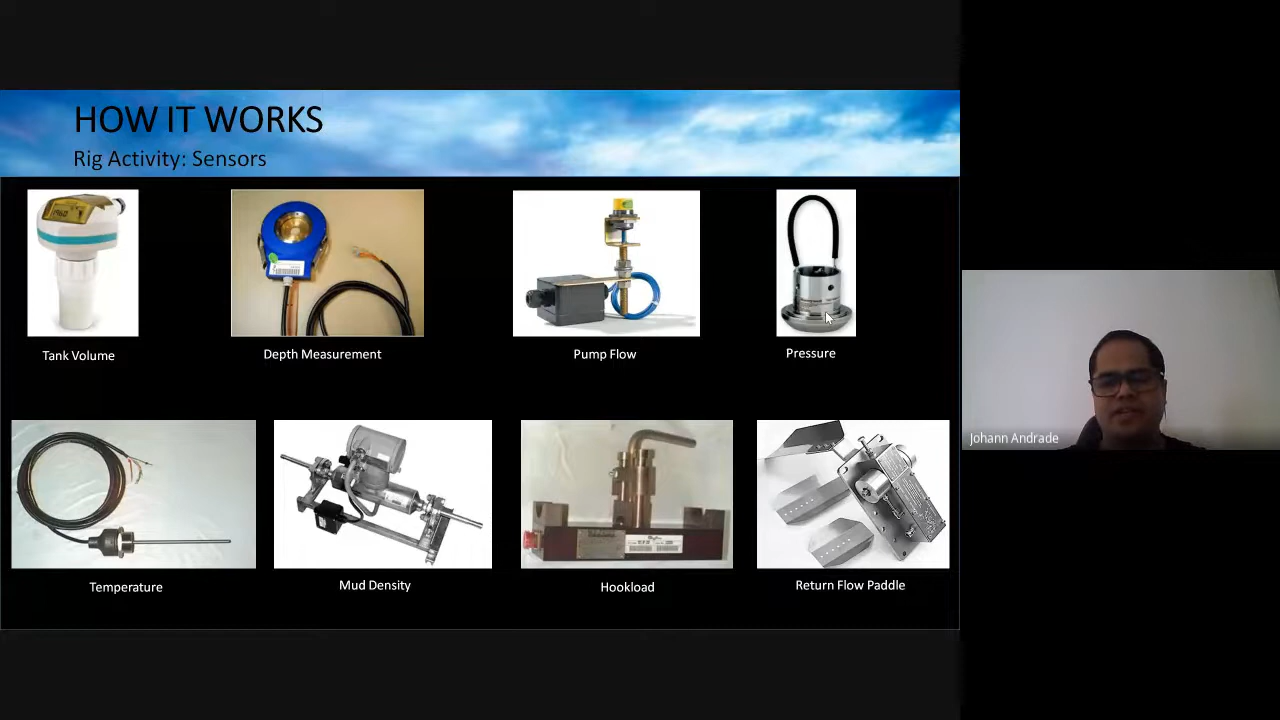 HOW IT WORKS
Rig Activity: Sensors
Tank Volume
Depth Measurement
Pump Flow
Pressure
Johann Andrade
Temperature
Mud Density
Hookload
Return Flow Paddle